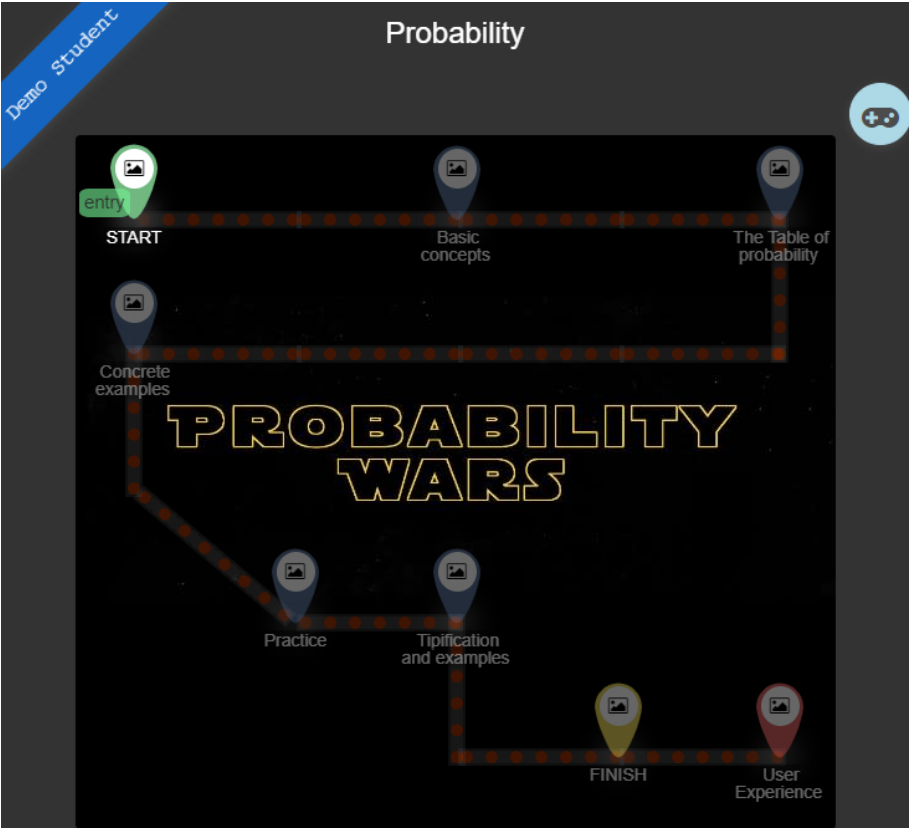 Probability
Demo Student
entry
START
Basic
concepts
The Table of
probability
Concrete
examples
PROBABILITY
WARS
Practice
Tipification
and examples
FINISH
User
Experience